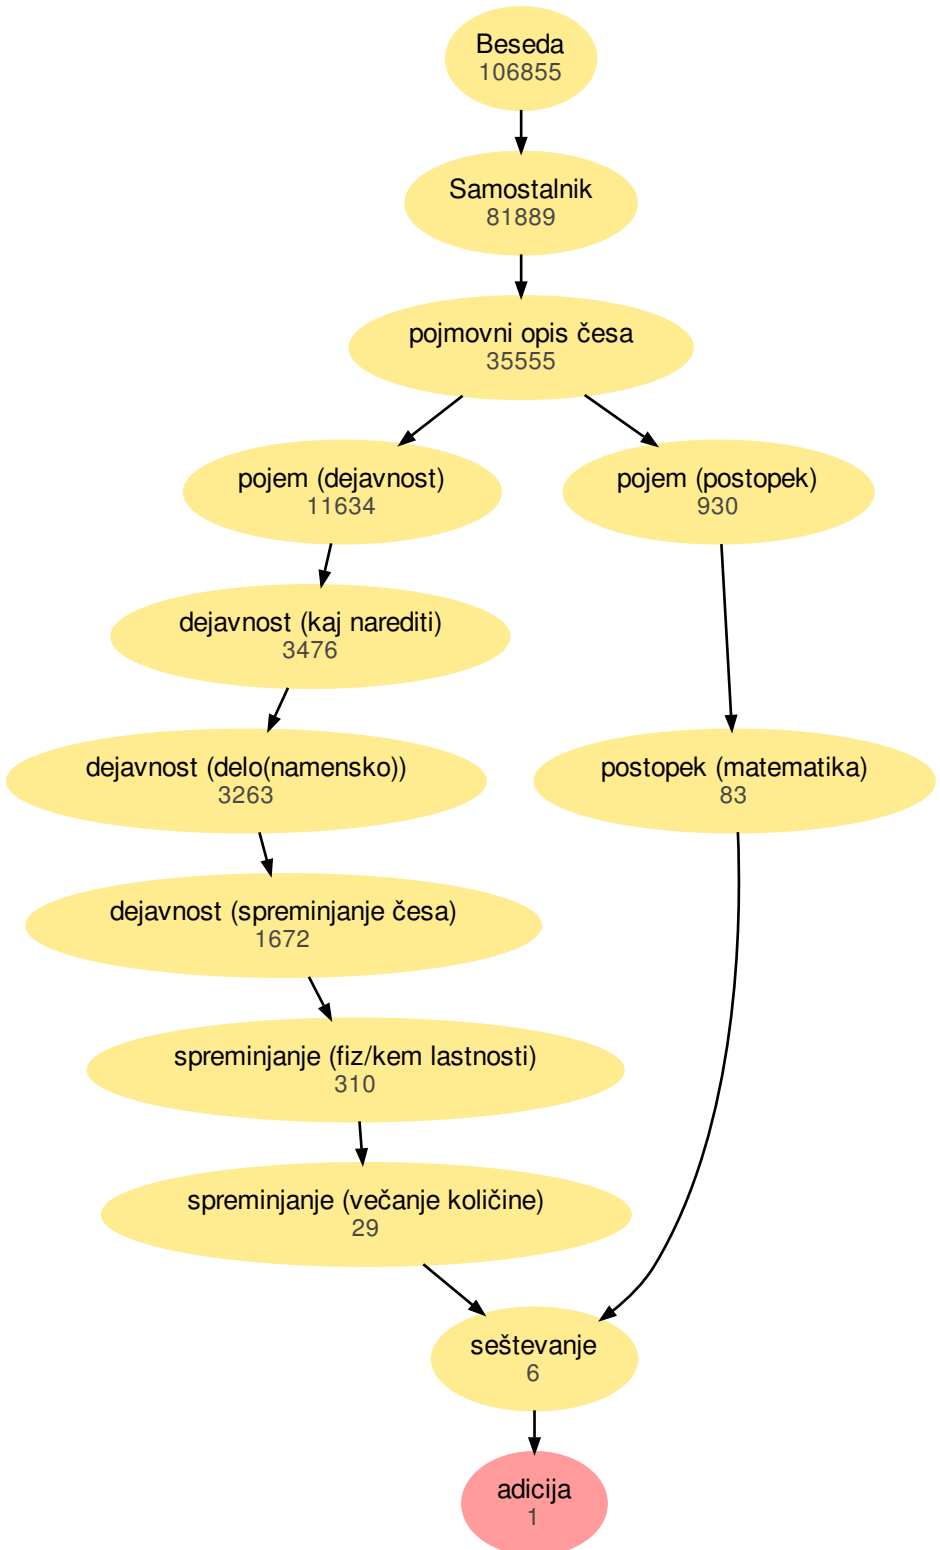 Beseda
106855
Samostalnik
81889
pojmovni opis česa
35555
pojem (dejavnost)
11634
pojem (postopek)
930
dejavnost (kaj narediti)
3476
dejavnost (delo(namensko))
3263
postopek (matematika)
83
dejavnost (spreminjanje česa)
1672
spreminjanje (fiz/kem lastnosti)
310
spreminjanje (večanje količine)
29
seštevanje
6
adicija
1